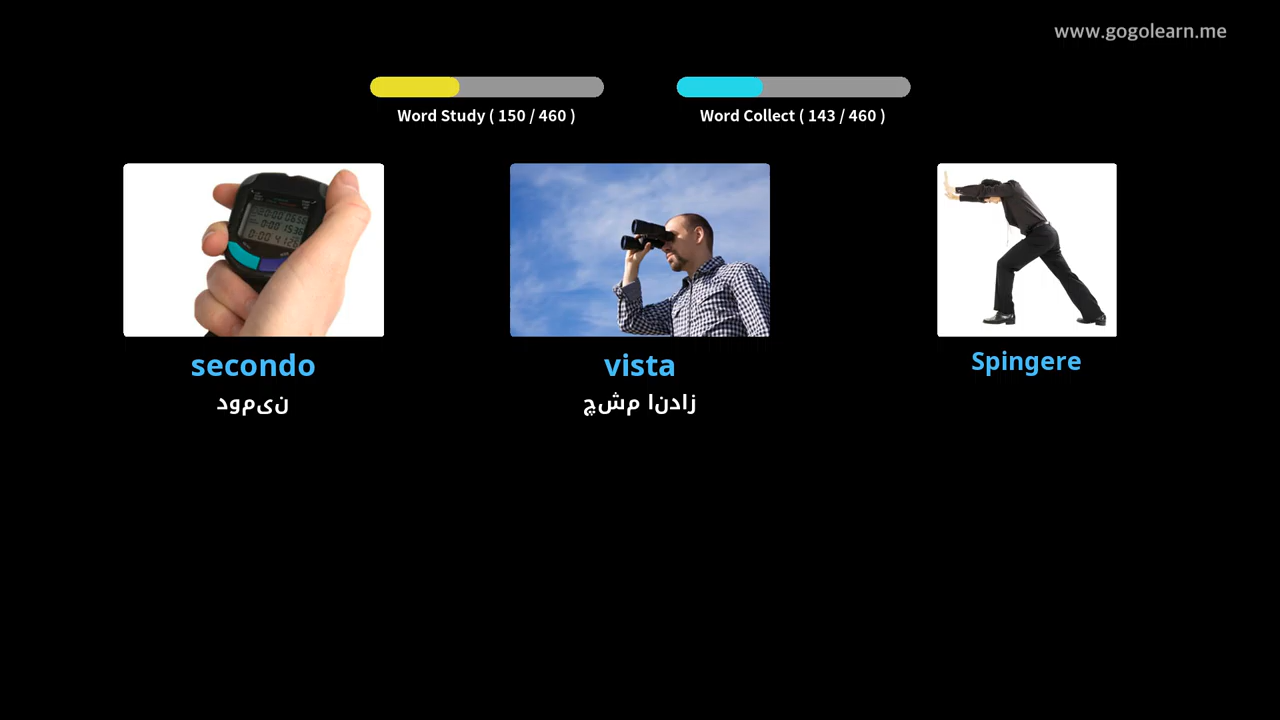 www.gogolearn.me
Word Study ( 150 / 460 )
Word Collect ( 143 / 460 )
secondo
vista
Spingere
دومین
چشم انداز